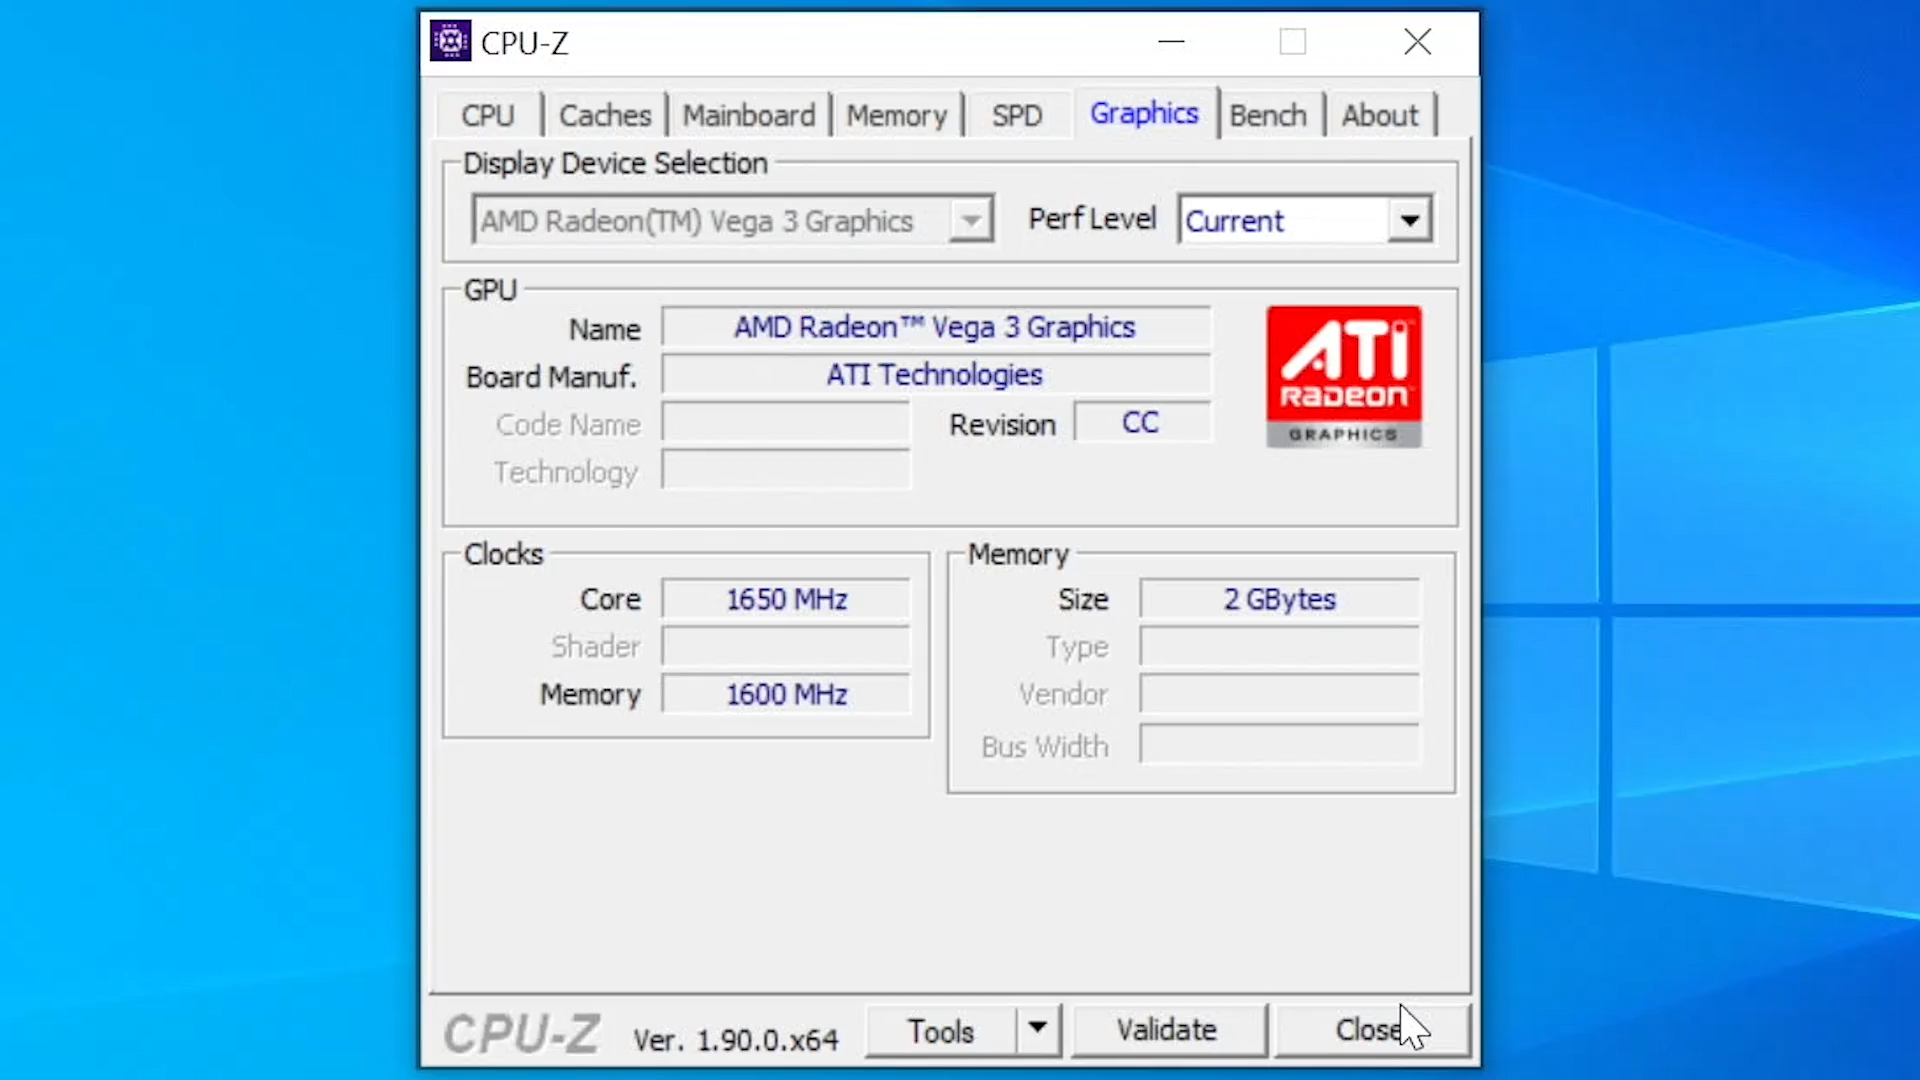 CPU-Z
CPU Caches Mainboard Memory SPD Graphics Bench About
Display Device Selection
AMD Radeon(TM) Vega 3 Graphics Perf Level Current
GPU
Name AMD Radeon™ Vega 3 Graphics
Board Manuf. ATI Technologies
Code Name Revision CC
Technology
ATI
RADEON
GRAPHICS
Clocks
Core 1650 MHz
Shader
Memory 1600 MHz
Memory
Size 2 GBytes
Type
Vendor
Bus Width
CPU-Z Ver. 1.90.0.x64 Tools Validate Close